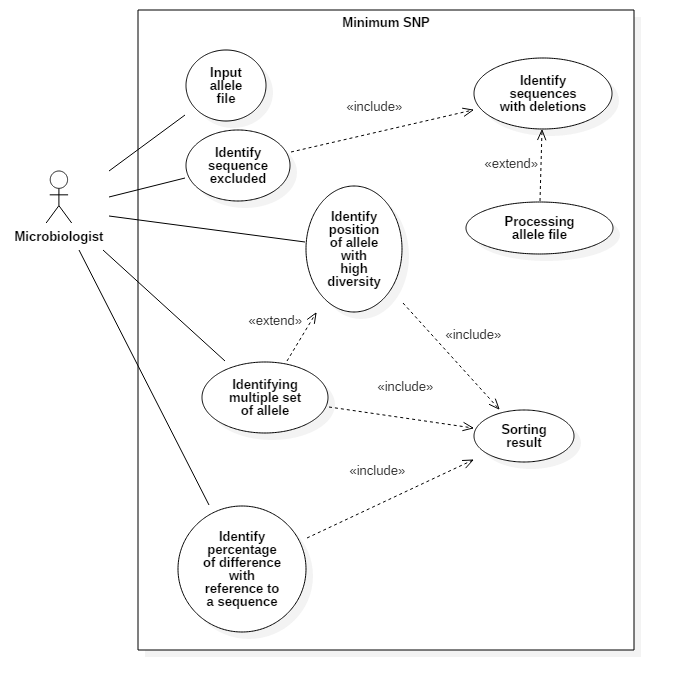 Minimum SNP
Input
allele
file
Identify
sequences
with deletions
«include»
Identify
sequence
excluded
«extend»
Microbiologist
Identify
position
of allele
with
high
diversity
Processing
allele file
«extend»
«include»
Identifying
multiple set
of allele
«include»
Sorting
result
«include»
Identify
percentage
of difference
with
reference to
a sequence